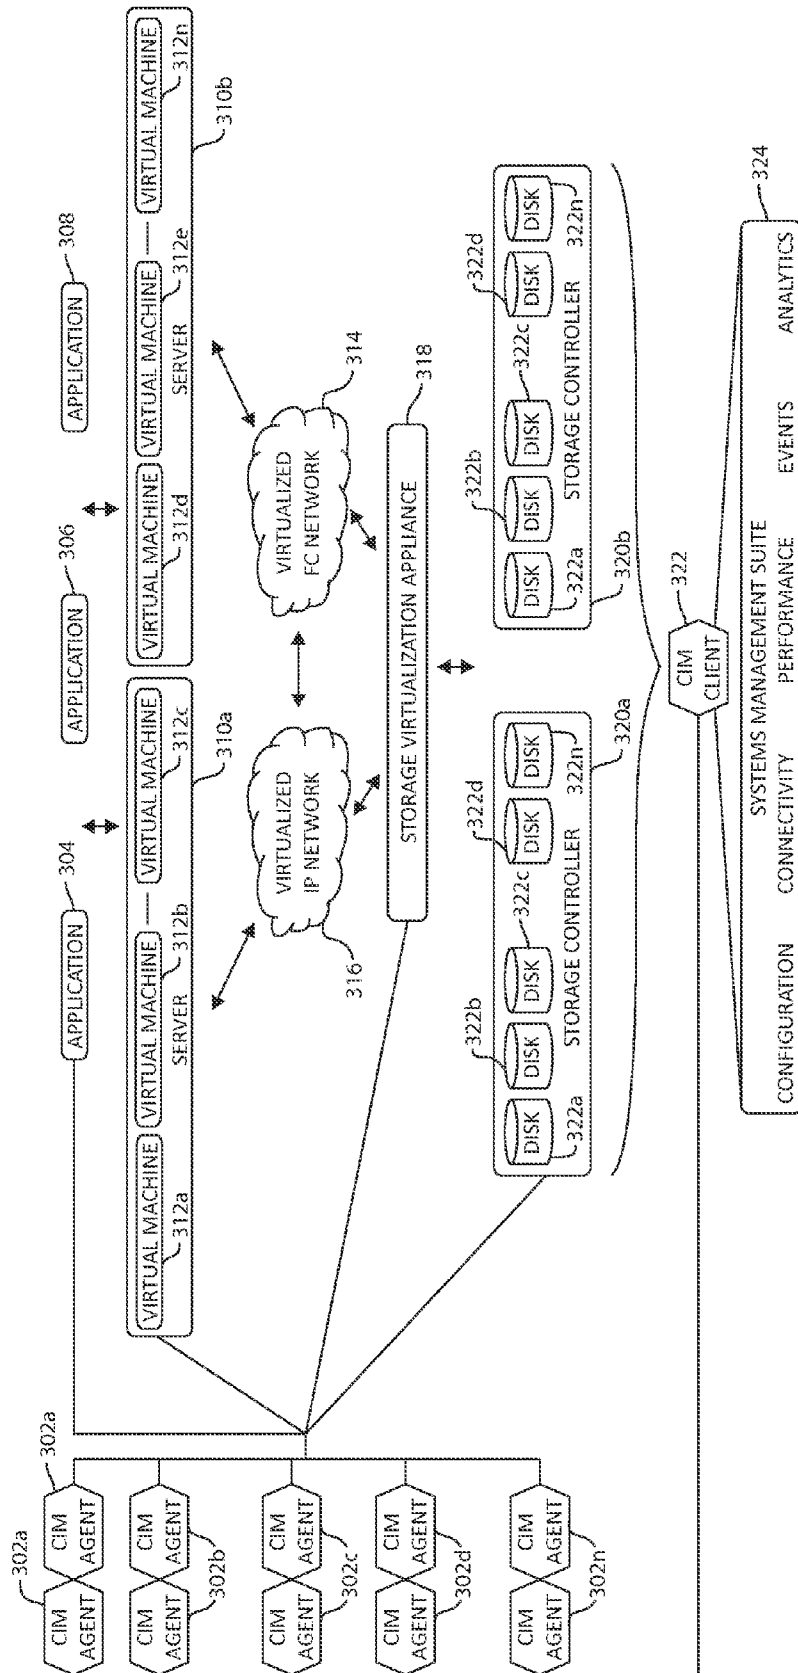 302a
302a
CIM
AGENT
CIM
AGENT
CIM
AGENT
CIM
AGENT
302b
CIM
AGENT
CIM
AGENT
302c
CIM
AGENT
CIM
AGENT
302d
CIM
AGENT
CIM
AGENT
302n
304
APPLICATION
306
APPLICATION
308
APPLICATION
VIRTUAL MACHINE
312a
VIRTUAL MACHINE
312b
SERVER
VIRTUAL MACHINE
312c
310a
VIRTUAL MACHINE
312d
VIRTUAL MACHINE
312e
SERVER
VIRTUAL MACHINE
312n
310b
VIRTUALIZED
IP NETWORK
316
VIRTUALIZED
FC NETWORK
314
STORAGE VIRTUALIZATION APPLIANCE
318
322b
322c
322d
DISK
DISK
DISK
DISK
DISK
322a
STORAGE CONTROLLER
322n
320a
322b
322c
322d
DISK
DISK
DISK
DISK
DISK
322a
STORAGE CONTROLLER
322n
320b
CIM
CLIENT
322
SYSTEMS MANAGEMENT SUITE
324
CONFIGURATION
CONNECTIVITY
PERFORMANCE
EVENTS
ANALYTICS